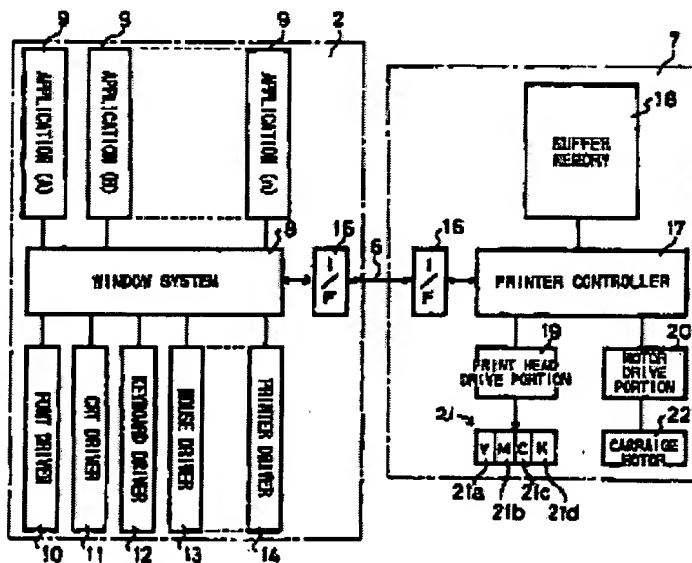 9
9
9
2
7
APPLICATION (A)
APPLICATION (B)
APPLICATION (n)
18
BUFFER
MEMORY
8
15
16
17
WINDOW SYSTEM
I/F
6
I/F
PRINTER CONTROLLER
19
20
PRINT HEAD
DRIVE PORTION
MOTOR
DRIVE
PORTION
FONT DRIVER
CRT DRIVER
KEYBOARD DRIVER
MOUSE DRIVER
PRINTER DRIVER
21
Y M C K
22
CARRAIGE
MOTOR
21a
21b
21c
21d
10
11
12
13
14